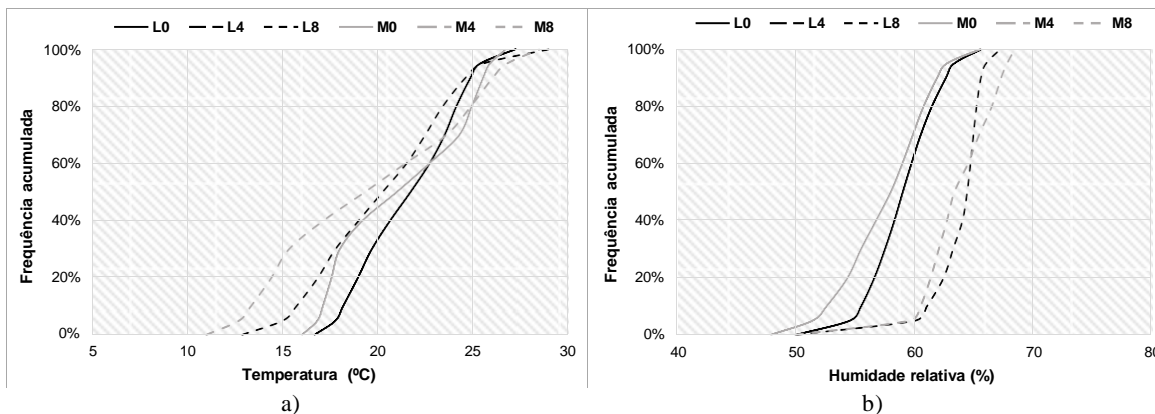 L0 L4 L8 M0 M4 M8
100%
80%
60%
40%
20%
0%
Frequência acumulada
5 10 15 20 25 30
Temperatura (ºC)
a)
L0 L4 L8 M0 M4 M8
100%
80%
60%
40%
20%
0%
Frequência acumulada
40 50 60 70 80
Humidade relativa (%)
b)